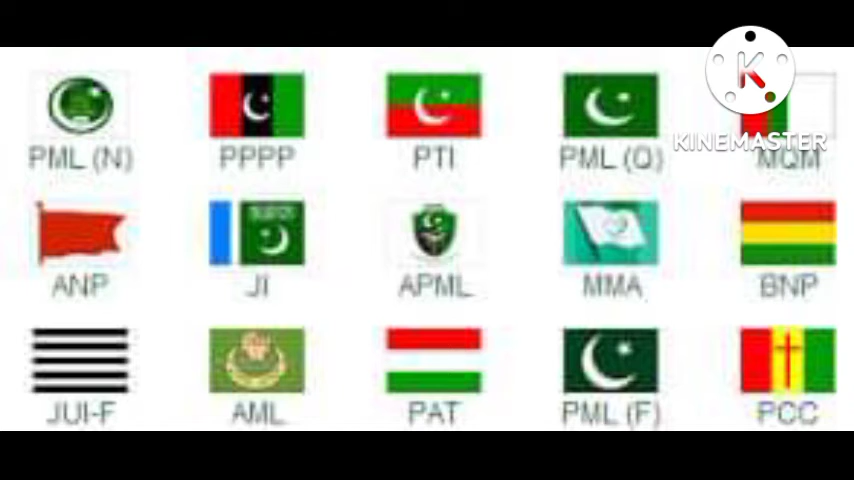 PML (N) PPPP PTI PML (Q) MQM
KINEMASTER
ANP JI APML MMA BNP
JUI-F AML PAT PML (F) PCC